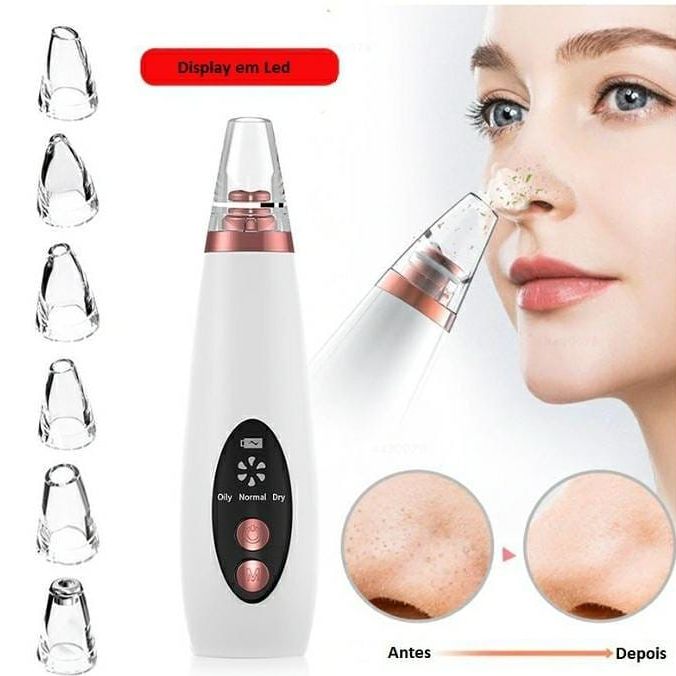 Display em Led
Oily Normal Dry
M
Antes
Depois